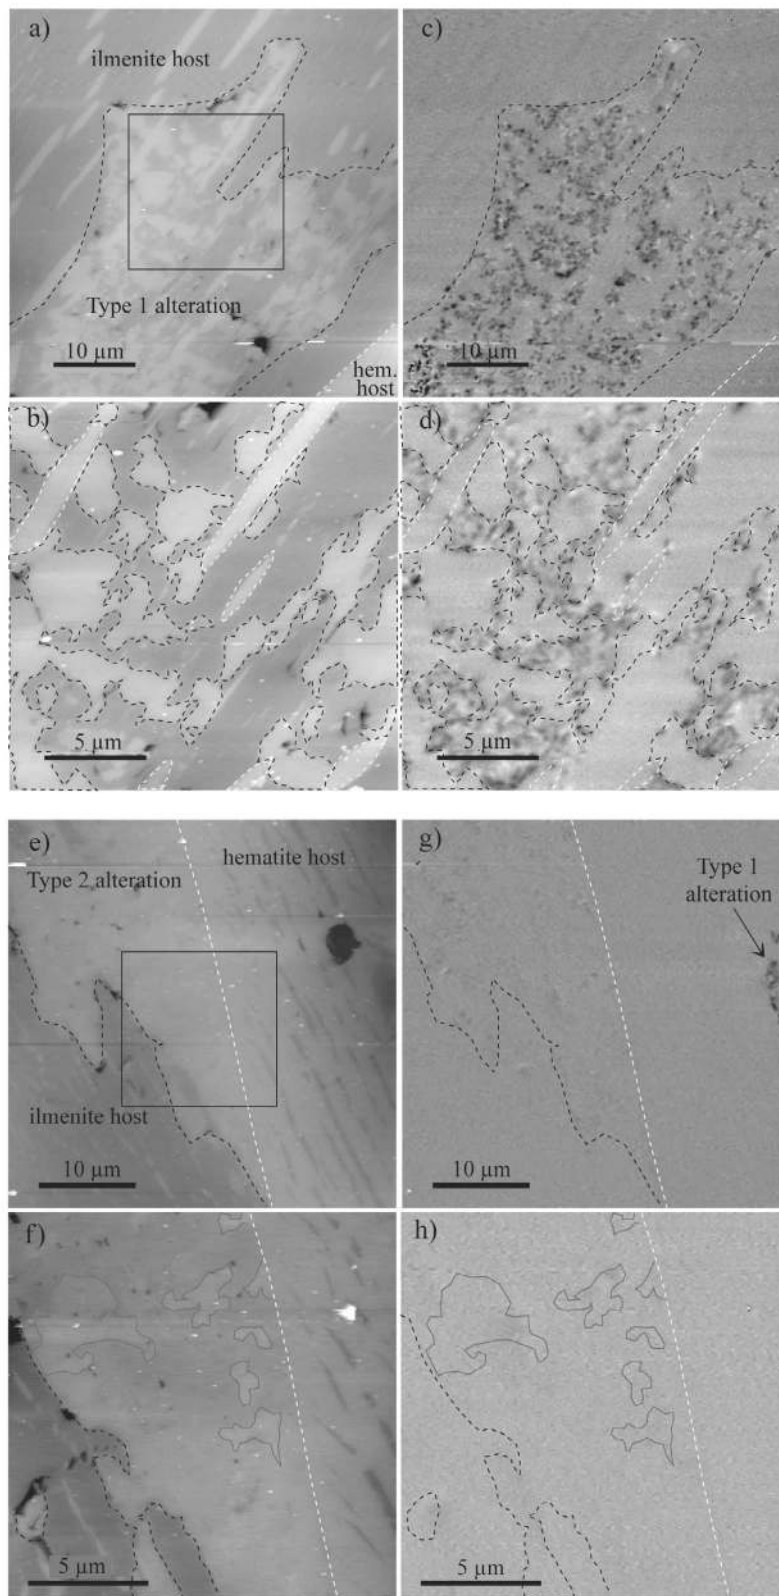 a)
ilmenite host
Type 1 alteration
10 µm
hem.
host
c)
10 µm
b)
5 µm
d)
5 µm
e)
hematite host
Type 2 alteration
ilmenite host
10 µm
g)
Type 1
alteration
10 µm
f)
5 µm
h)
5 µm